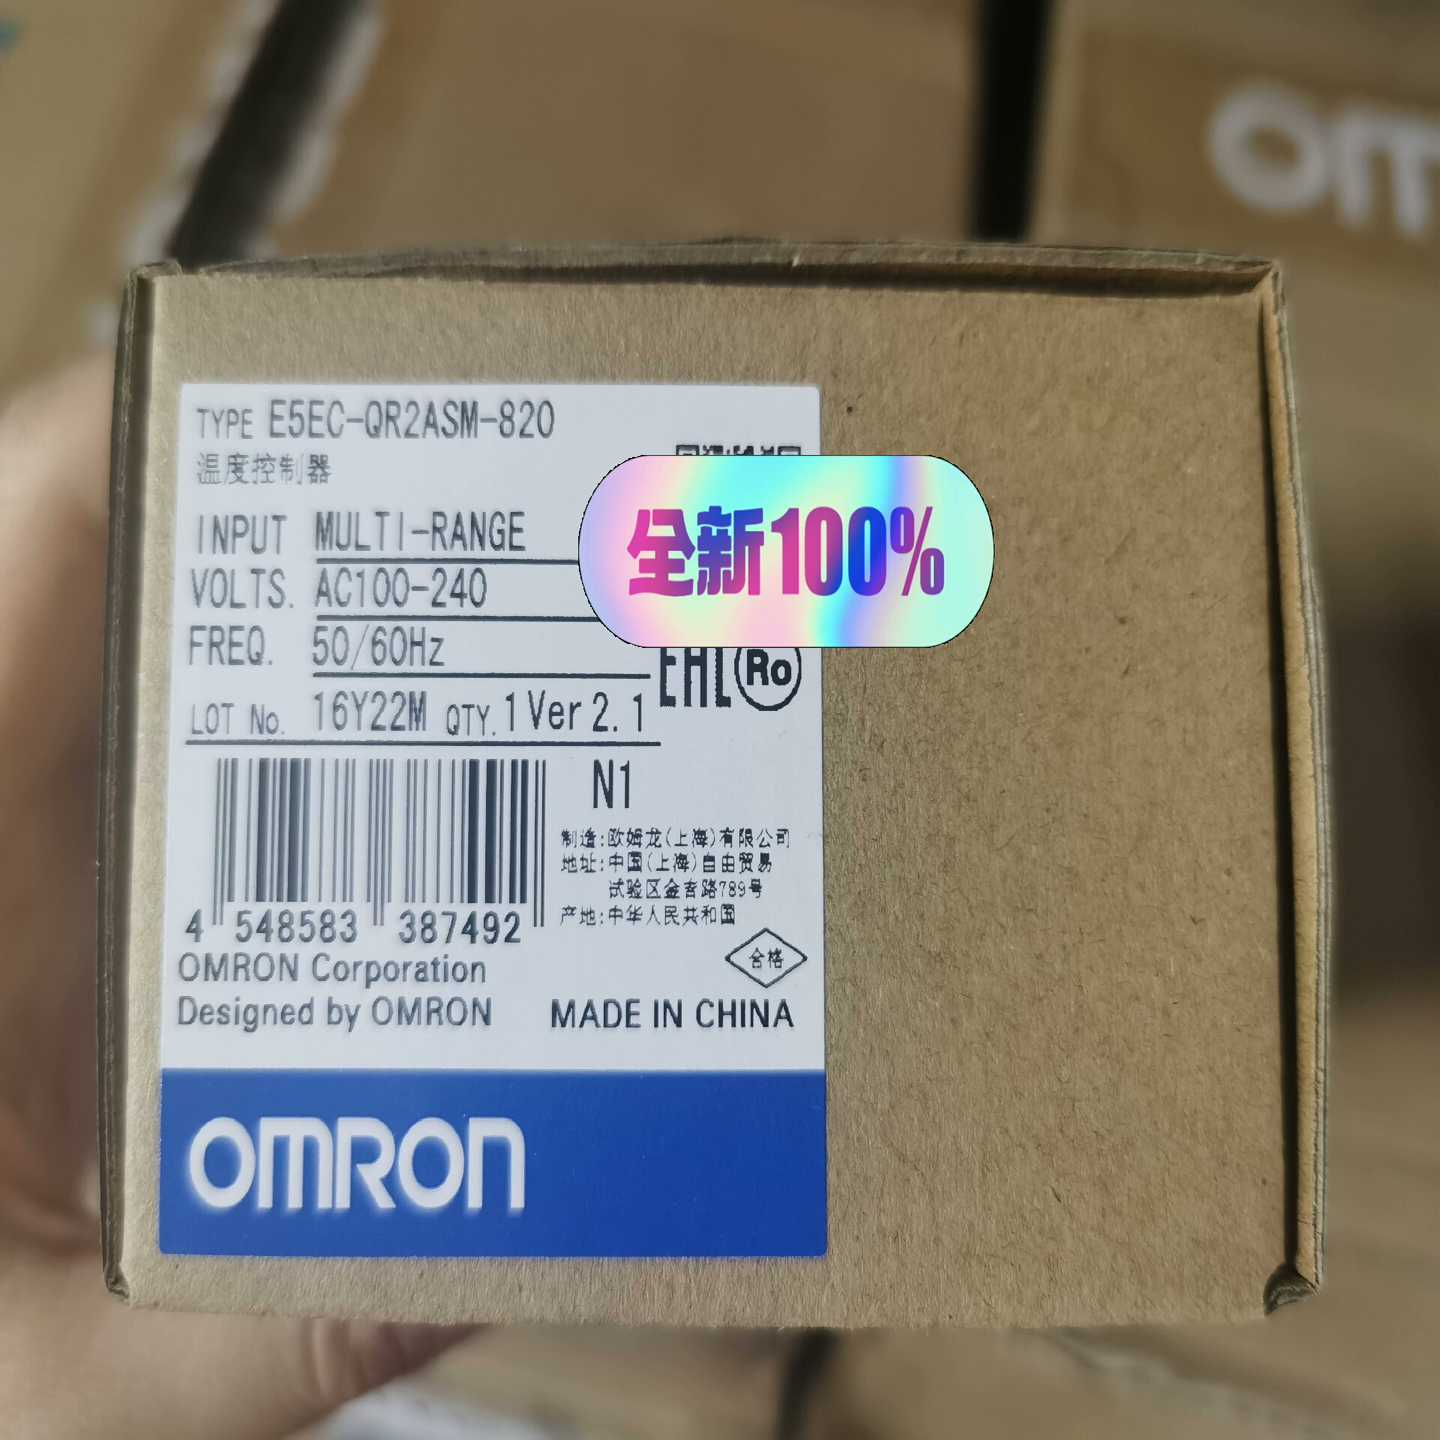 OM
TYPE E5EC-QR2ASM-820
温度控制器
INPUT MULTI-RANGE
VOLTS. AC100-240
FREQ. 50/60Hz
全新100%
EAC Ro
LOT No. 16Y22M QTY. 1 Ver 2.1
N1
制造:欧姆龙(上海)有限公司
地址:中国(上海)自由贸易
试验区金吉路789号
产地:中华人民共和国
4 548583 387492
合格
OMRON Corporation
Designed by OMRON MADE IN CHINA
OMRON